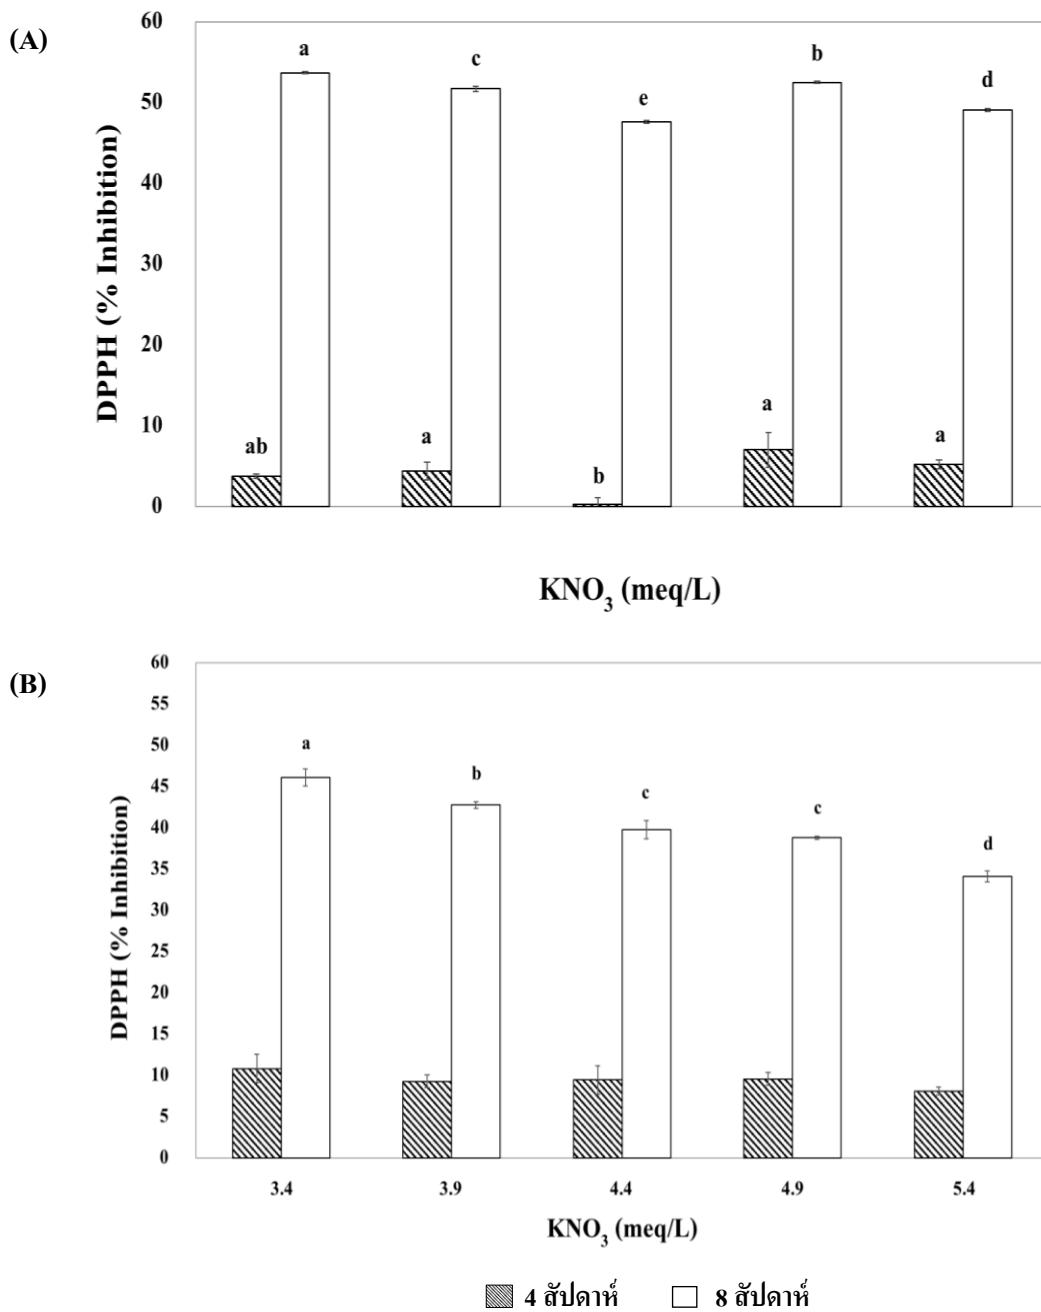 (A)
DPPH (% Inhibition)
60
50
40
30
20
10
0
a
c
e
b
d
ab
a
b
a
a
KNO3 (meq/L)
(B)
DPPH (% Inhibition)
60
55
50
45
40
35
30
25
20
15
10
5
0
a
b
c
c
d
3.4 3.9 4.4 4.9 5.4
KNO3 (meq/L)
4 สัปดาห์ 8 สัปดาห์